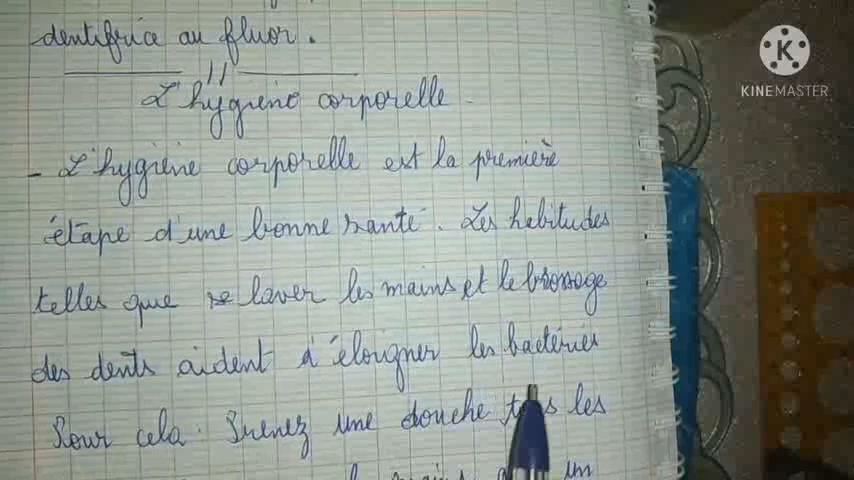 dentifrice au fluor.
L'hygiène corporelle.
- L'hygiène corporelle est la première
étape d'une bonne santé. Les habitudes
telles que se laver les mains et le brossage
des dents aident à éloigner les bactéries
Pour cela. Prenez une douche, les
un
KINEMASTER